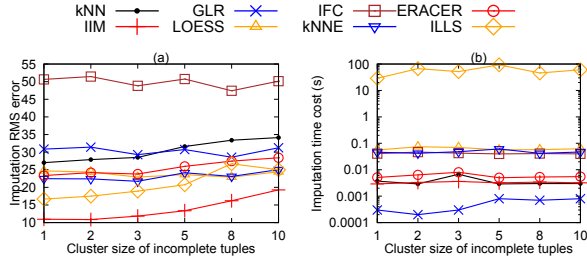 kNN GLR IFC ERACER
IIM LOESS kNNE ILLS
(a)
Imputation RMS error
55
50
45
40
35
30
25
20
15
10
1 2 3 5 8 10
Cluster size of incomplete tuples
(b)
Imputation time cost (s)
100
10
1
0.1
0.01
0.001
0.0001
1 2 3 5 8 10
Cluster size of incomplete tuples